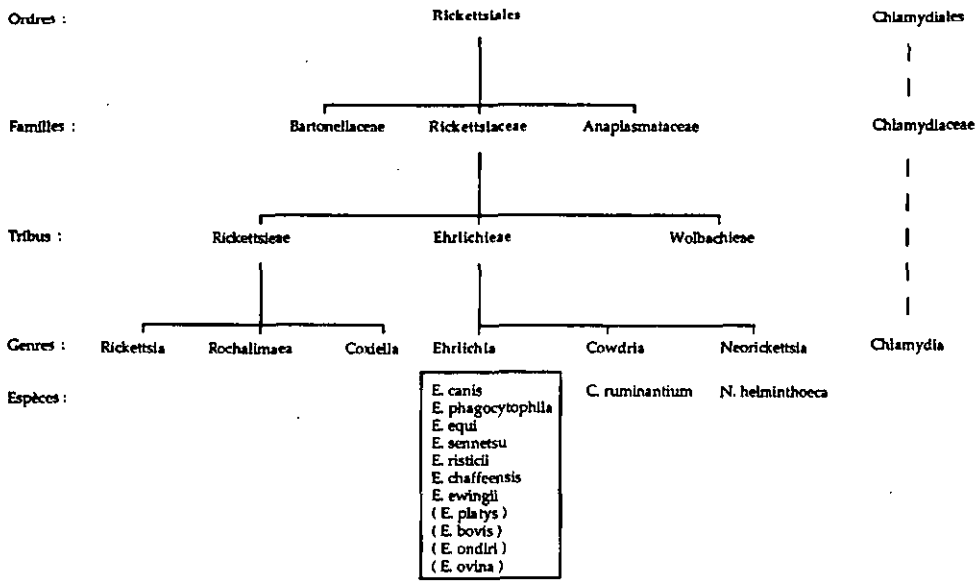 Ordres : Rickettsiales Chlamydiales
Familles : Bartonellaceae Rickettsiaceae Anaplasmataceae Chlamydiaceae
Tribus : Rickettsieae Ehrlichieae Wolbachieae
Genres : Rickettsia Rochalimaea Coxiella Ehrlichia Cowdria Neorickettsia Chlamydia
Espèces : E. canis C. ruminantium N. helminthoeca
E. phagocytophila
E. equi
E. sennetsu
E. risticii
E. chaffeensis
E. ewingii
( E. platys )
( E. bovis )
( E. ondiri )
( E. ovina )